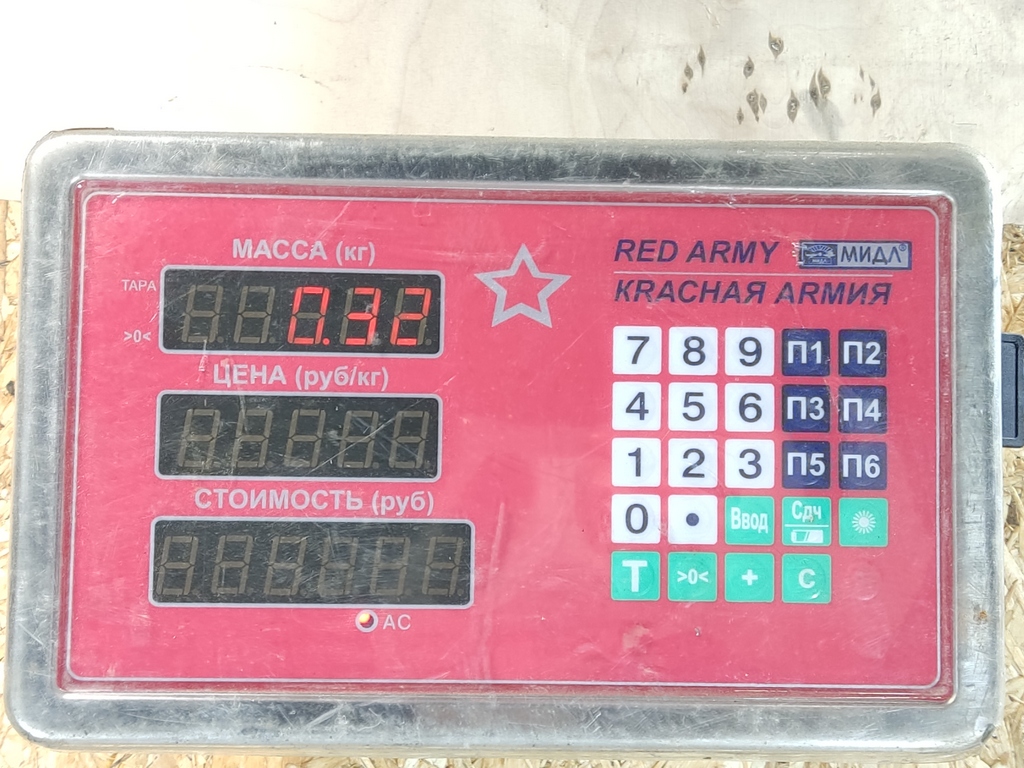 МАССА (кг)
ТАРА
>0<
0.32
ЦЕНА (руб/кг)
СТОИМОСТЬ (руб)
AC
RED ARMY МИДЛ®
КRАСНАЯ АRМИЯ
7 8 9 П1 П2
4 5 6 П3 П4
1 2 3 П5 П6
0 • Ввод Сдч
T >0< + C